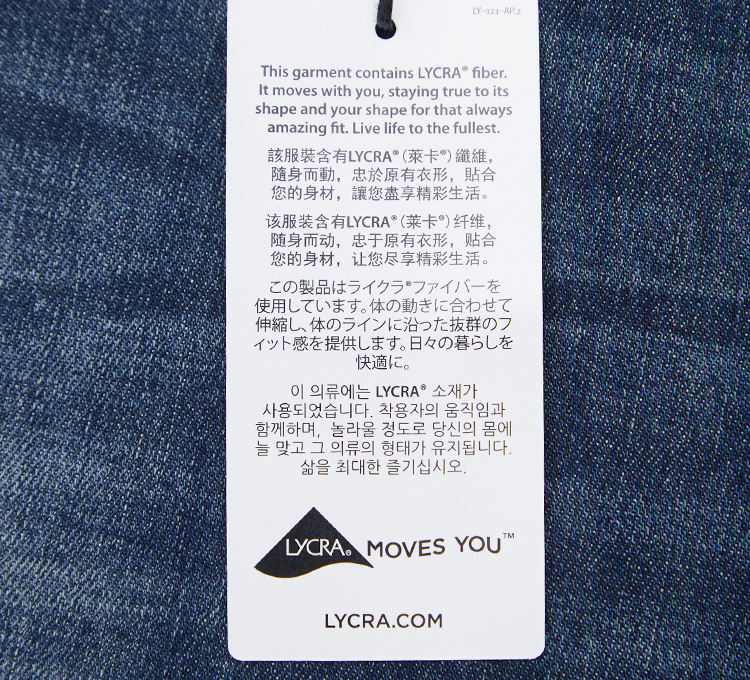 LY-121-AP.2
This garment contains LYCRA® fiber.
It moves with you, staying true to its
shape and your shape for that always
amazing fit. Live life to the fullest.
該服裝含有LYCRA®（萊卡®）纖維，
隨身而動，忠於原有衣形，貼合
您的身材，讓您盡享精彩生活。
该服装含有LYCRA®（莱卡®）纤维，
随身而动，忠于原有衣形，贴合
您的身材，让您尽享精彩生活。
この製品はライクラ®ファイバーを
使用しています。体の動きに合わせて
伸縮し、体のラインに沿った抜群のフ
ィット感を提供します。日々の暮らしを
快適に。
이 의류에는 LYCRA® 소재가
사용되었습니다. 착용자의 움직임과
함께하며, 놀라울 정도로 당신의 몸에
늘 맞고 그 의류의 형태가 유지됩니다.
삶을 최대한 즐기십시오.
LYCRA® MOVES YOU™
LYCRA.COM